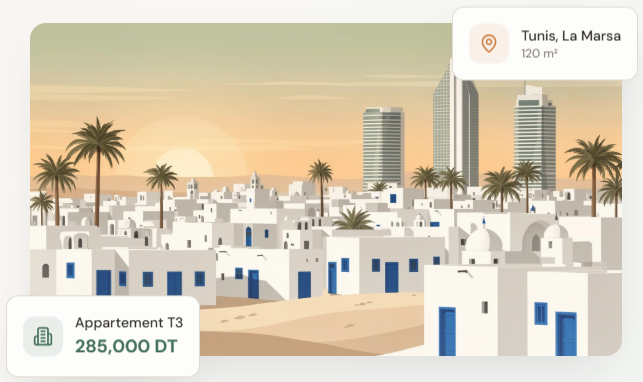 Tunis, La Marsa
120 m²
Appartement T3
285,000 DT